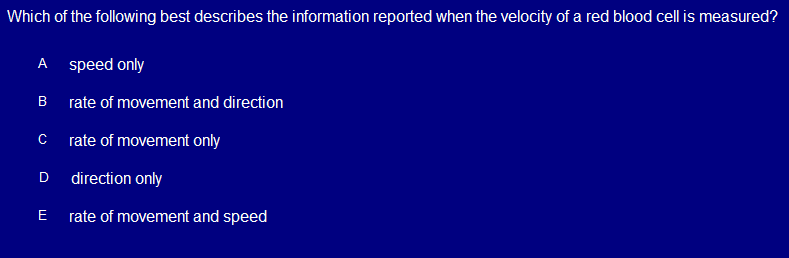 Which of the following best describes the information reported when the velocity of a red blood cell is measured?
A speed only
B rate of movement and direction
C rate of movement only
D direction only
E rate of movement and speed